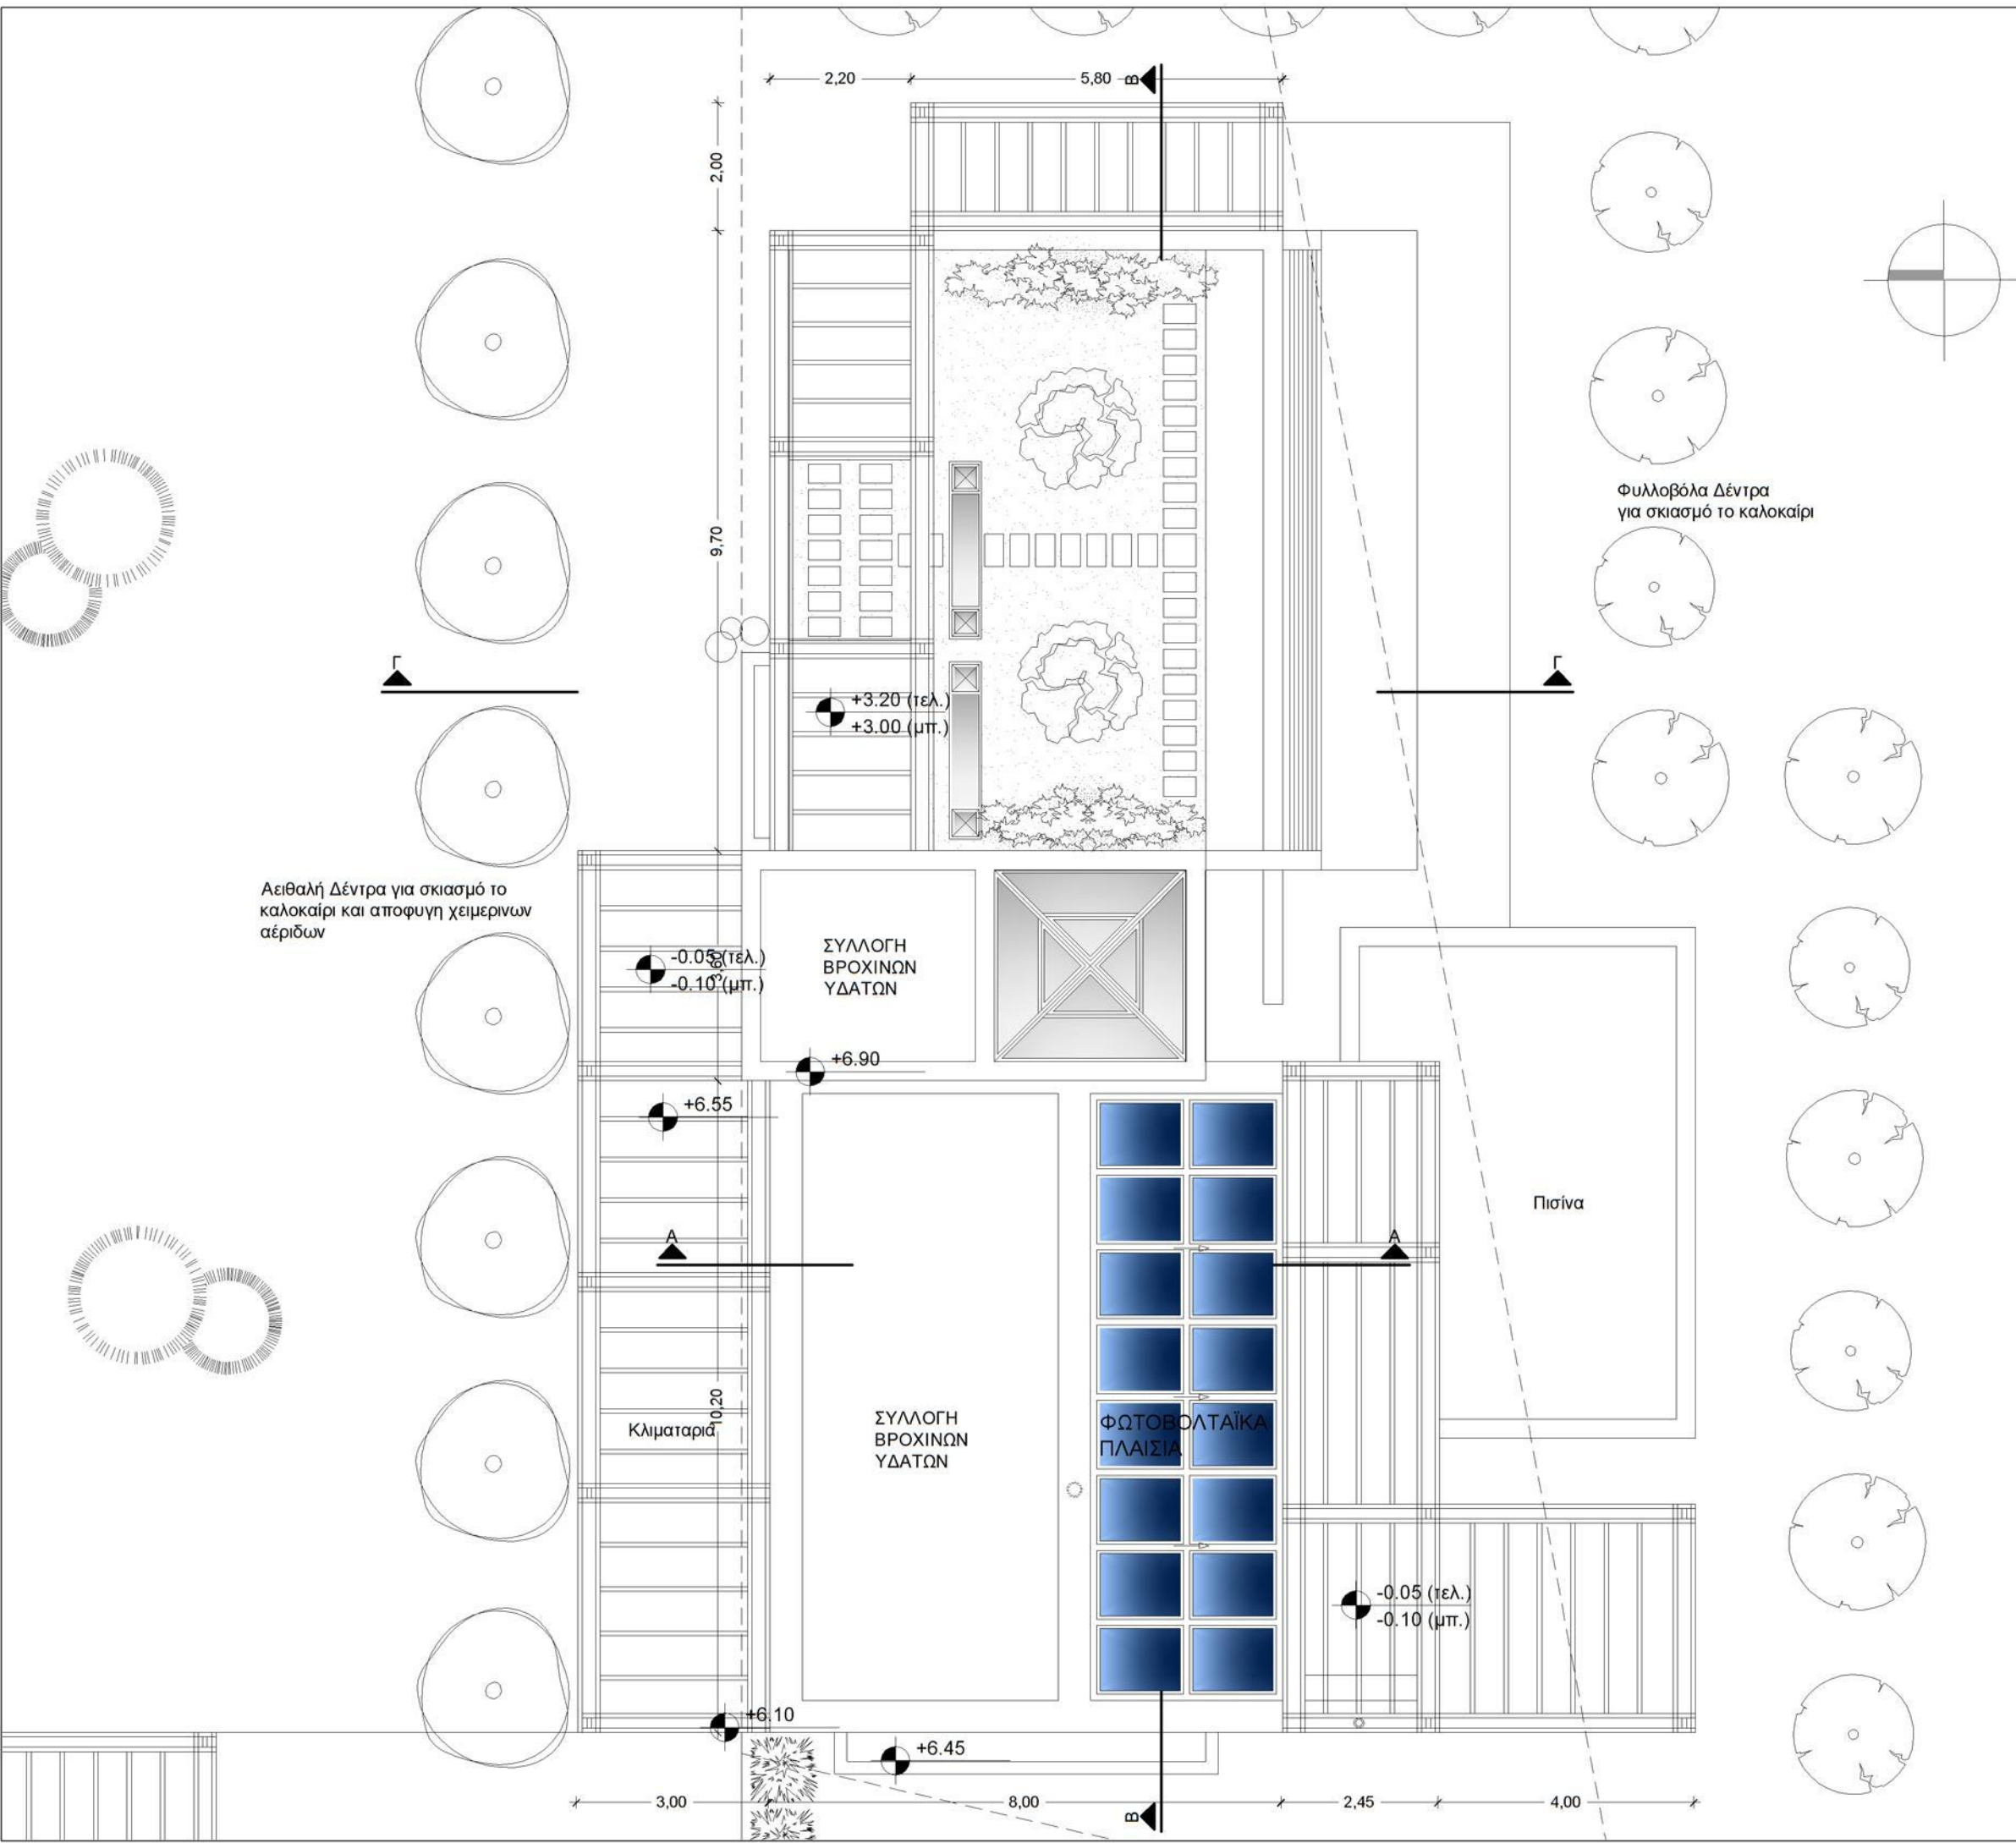 2,20
5,80
B
2,00
Φυλλοβόλα Δέντρα
για σκιασμό το καλοκαίρι
9,70
Γ
Γ
+3.20 (τελ.)
+3.00 (μπ.)
Αειθαλή Δέντρα για σκιασμό το
καλοκαίρι και αποφυγη χειμερινων
αέριδων
-0.05 (τελ.)
-0.10 (μπ.)
3,60
ΣΥΛΛΟΓΗ
ΒΡΟΧΙΝΩΝ
ΥΔΑΤΩΝ
+6.90
+6.55
Πισίνα
A
A
10,20
Κλιματαριά
ΣΥΛΛΟΓΗ
ΒΡΟΧΙΝΩΝ
ΥΔΑΤΩΝ
ΦΩΤΟΒΟΛΤΑΪΚΑ
ΠΛΑΙΣΙΑ
-0.05 (τελ.)
-0.10 (μπ.)
+6.10
+6.45
3,00
8,00
2,45
4,00
B